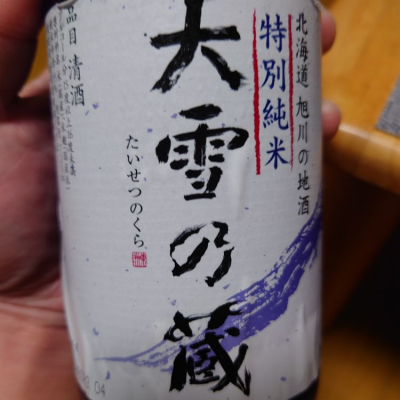 北海道 旭川の地酒
特別純米
大雪の蔵
たいせつのくら
品目 清酒